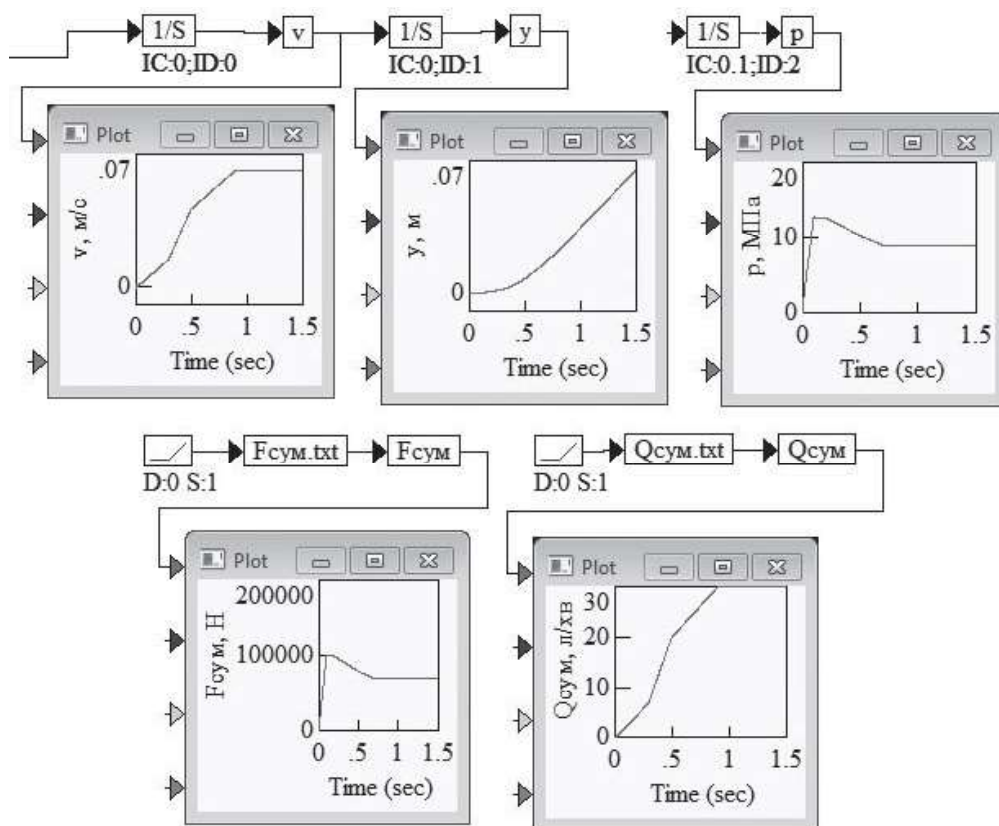 1/S v 1/S y 1/S p
IC:0;ID:0 IC:0;ID:1 IC:0.1;ID:2
Plot
.07
0
v, м/с
0 .5 1 1.5
Time (sec)
Plot
.07
0
y, м
0 .5 1 1.5
Time (sec)
Plot
20
10
0
p, МПа
0 .5 1 1.5
Time (sec)
Fсум.txt Fсум
D:0 S:1
Qсум.txt Qсум
D:0 S:1
Plot
200000
100000
0
Fсум, Н
0 .5 1 1.5
Time (sec)
Plot
30
20
10
0
Qсум, л/хв
0 .5 1 1.5
Time (sec)